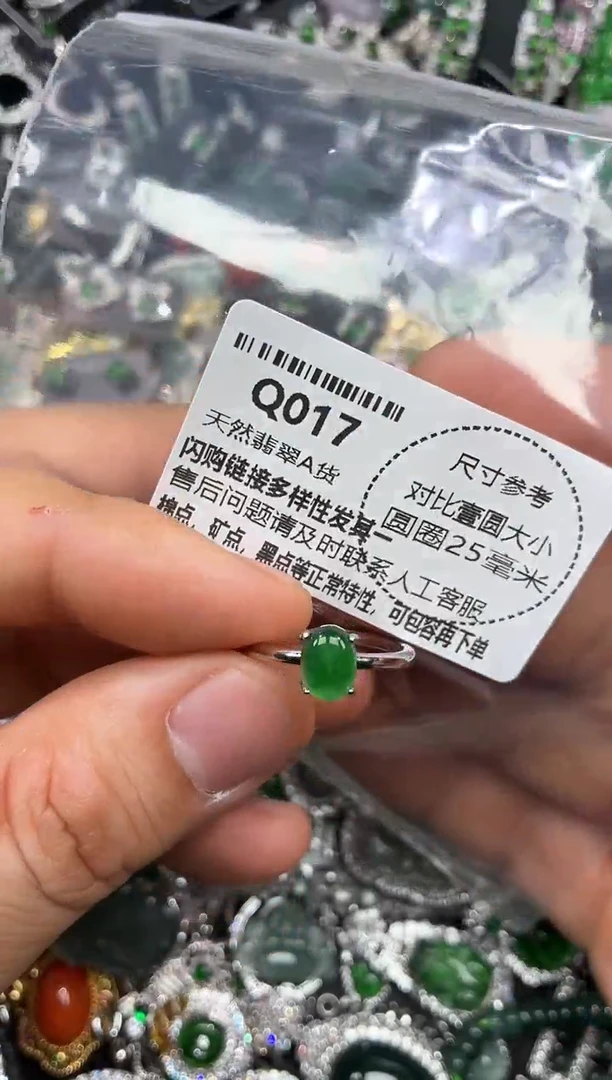 Q017
天然翡翠A货
闪购链接多样性发其一
售后问题请及时联系人工客服
棉点，矿点，黑点等正常特性，可包容再下单
尺寸参考
对比圆圈大小
圆圈25毫米